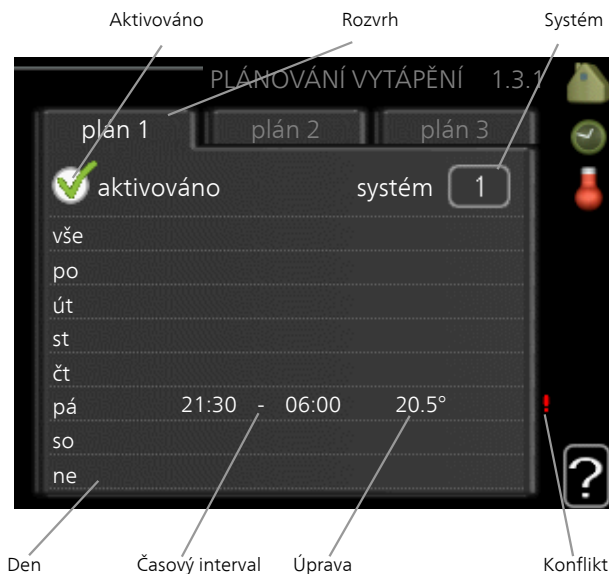 Aktivováno Rozvrh Systém
PLÁNOVÁNÍ VYTÁPĚNÍ 1.3.1
plán 1 plán 2 plán 3
aktivováno systém 1
vše
po
út
st
čt
pá 21:30 - 06:00 20.5° !
so
ne
?
Den Časový interval Úprava Konflikt